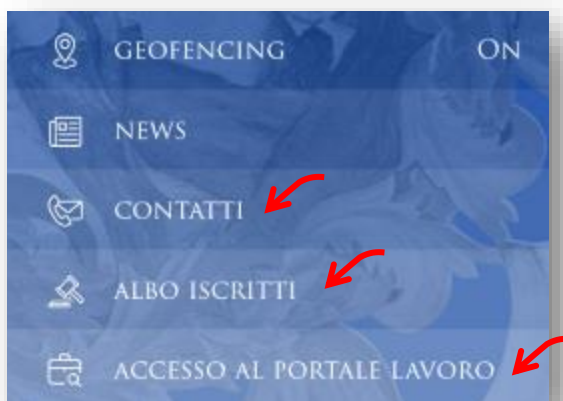 GEOFENCING ON
NEWS
CONTATTI
ALBO ISCRITTI
ACCESSO AL PORTALE LAVORO